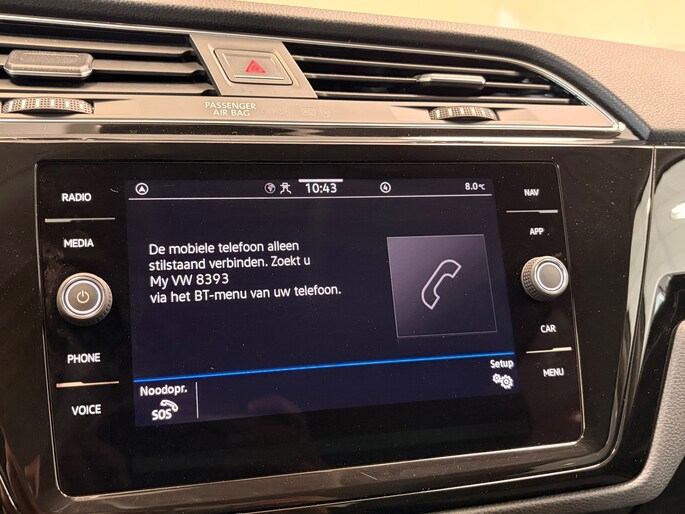 PASSENGER
AIR BAG
RADIO
MEDIA
PHONE
VOICE
10:43
4
8.0°C
De mobiele telefoon alleen
stilstaand verbinden. Zoekt u
My VW 8393
via het BT-menu van uw telefoon.
Noodopr.
SOS
Setup
NAV
APP
CAR
MENU